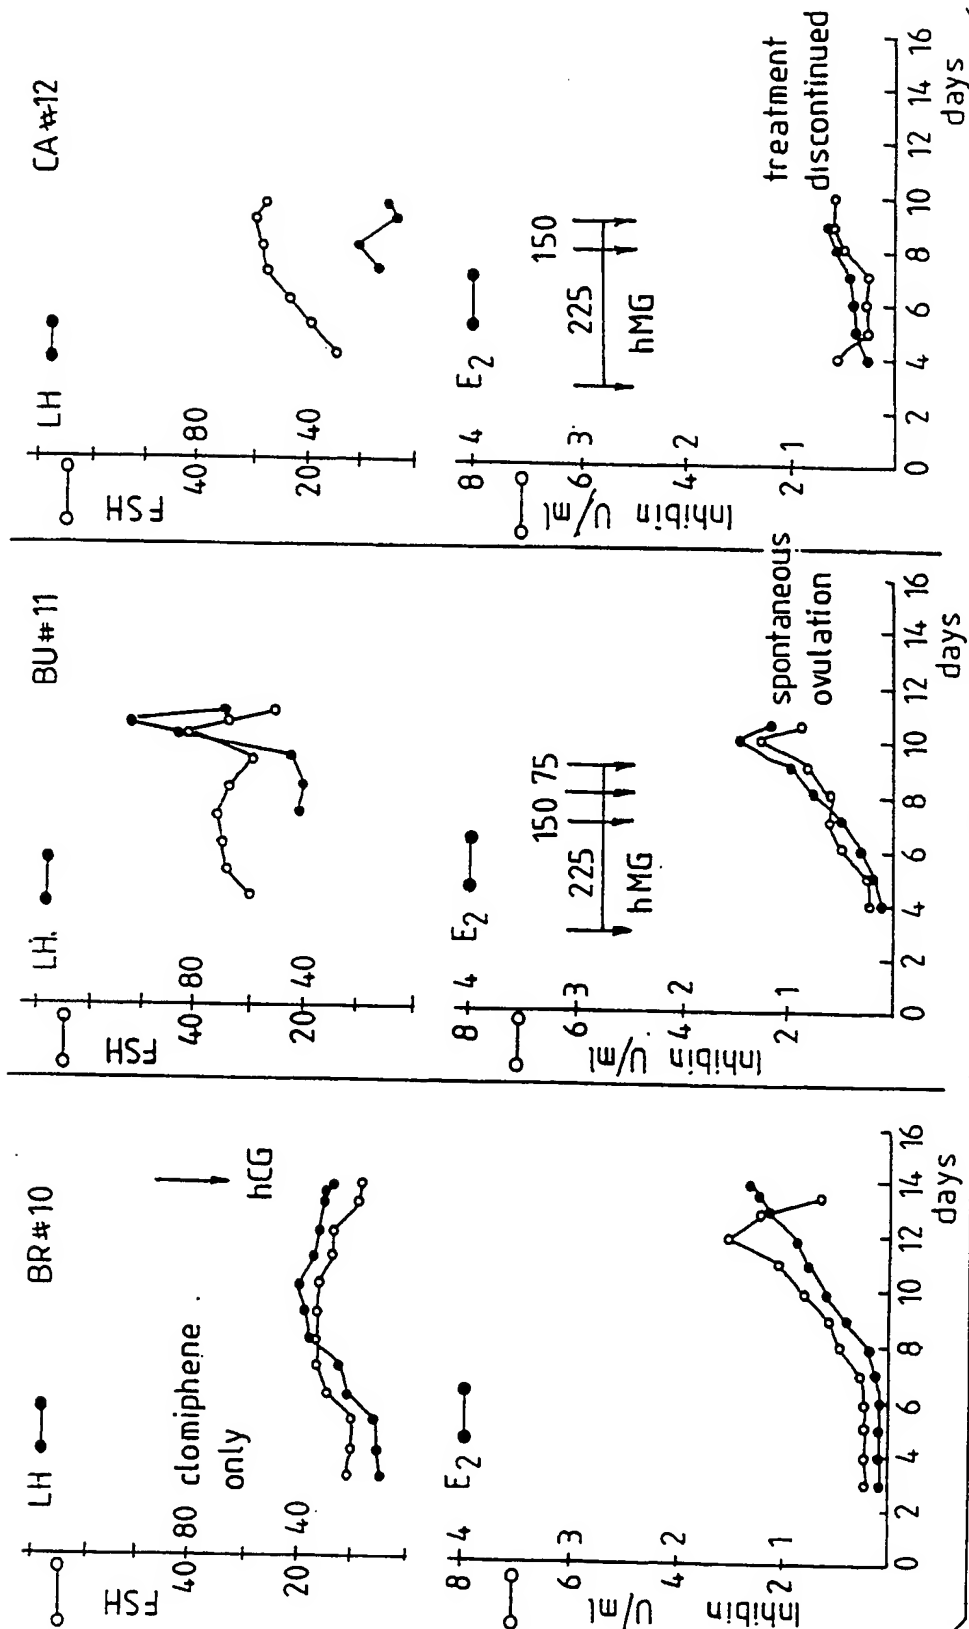 BR#10
LH
FSH
80
40
40
20
clomiphene
only
hCG
E2
Inhibin U/ml
8 4
6 3
4 2
2 1
0 2 4 6 8 10 12 14 16
days
BU#11
LH.
FSH
80
40
40
20
E2
Inhibin U/ml
8 4
6 3
4 2
2 1
225 150 75
hMG
spontaneous
ovulation
0 2 4 6 8 10 12 14 16
days
CA#12
LH
FSH
80
40
40
20
E2
Inhibin U/ml
8 4
6 3
4 2
2 1
225 150
hMG
treatment
discontinued
0 2 4 6 8 10 12 14 16
days